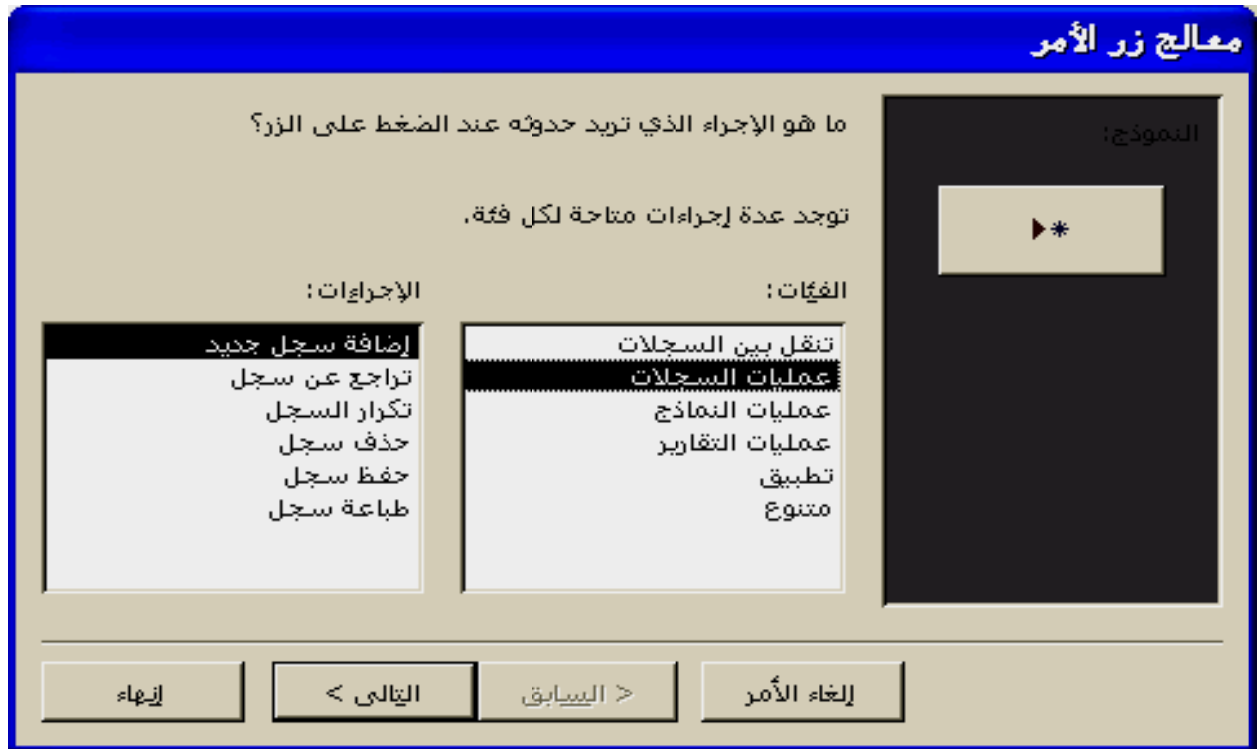 معالج زر الأمر
النموذج:
ما هو الإجراء الذي تريد حدوثه عند الضغط على الزر؟
توجد عدة إجراءات متاحة لكل فئة.
الفئات:
تنقل بين السجلات
عمليات السجلات
عمليات النماذج
عمليات التقارير
تطبيق
متنوع
الإجراءات:
إضافة سجل جديد
تراجع عن سجل
تكرار السجل
حذف سجل
حفظ سجل
طباعة سجل
إلغاء الأمر
< السابق
التالي >
إنهاء